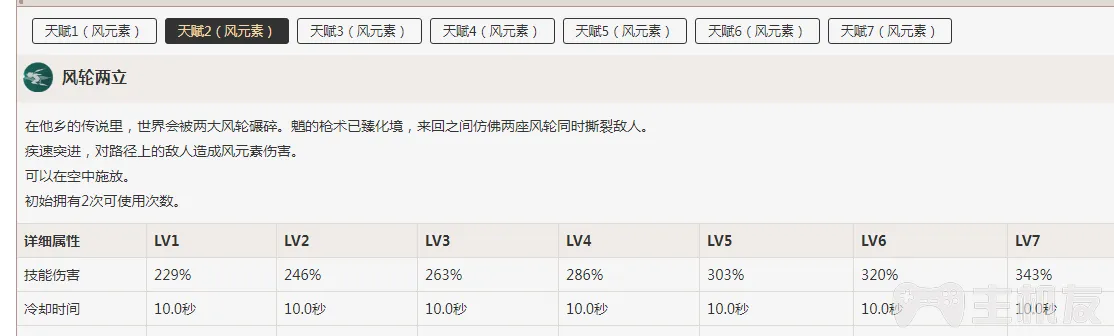 天赋1（风元素） 天赋2（风元素） 天赋3（风元素） 天赋4（风元素） 天赋5（风元素） 天赋6（风元素） 天赋7（风元素）
风轮两立
在他乡的传说里，世界会被两大风轮碾碎。魈的枪术已臻化境，来回之间仿佛两座风轮同时撕裂敌人。
疾速突进，对路径上的敌人造成风元素伤害。
可以在空中施放。
初始拥有2次可使用次数。
详细属性 LV1 LV2 LV3 LV4 LV5 LV6 LV7
技能伤害 229% 246% 263% 286% 303% 320% 343%
冷却时间 10.0秒 10.0秒 10.0秒 10.0秒 10.0秒 10.0秒 10.0秒
主机友